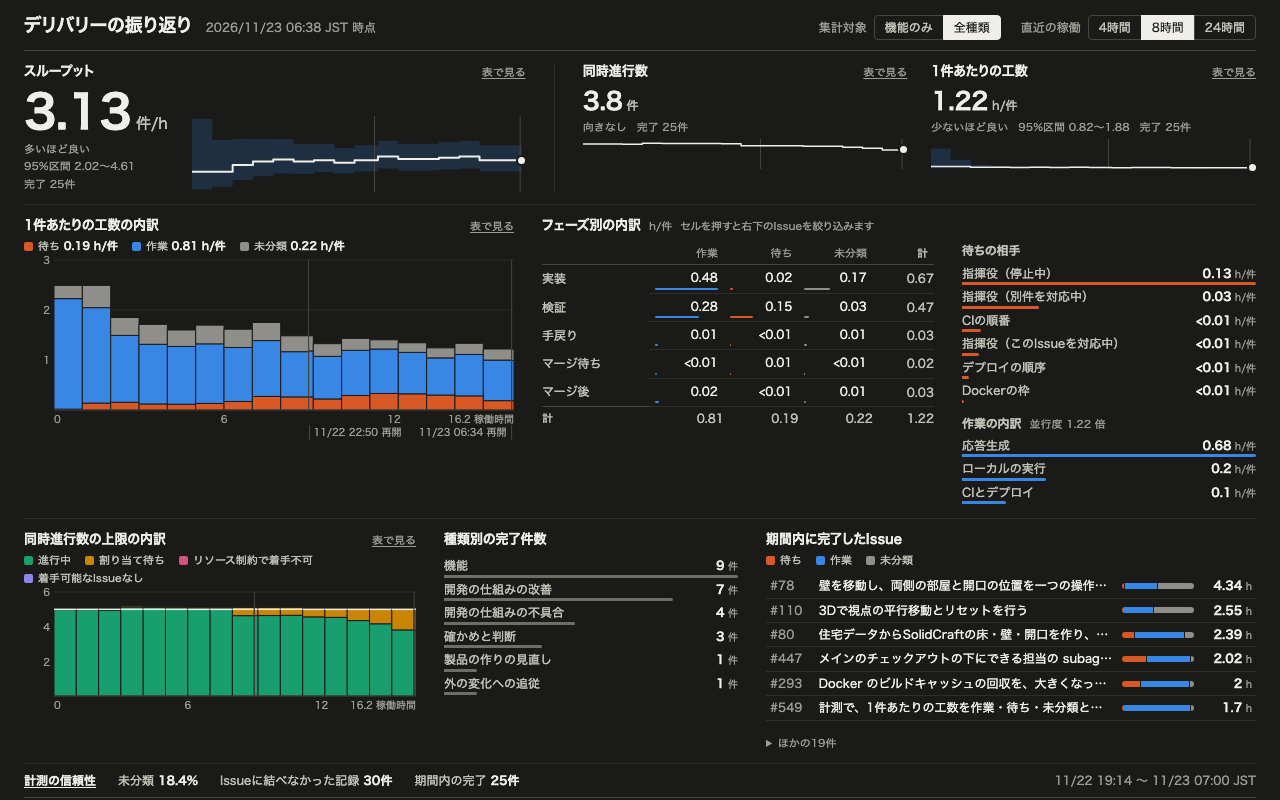 デリバリーの振り返り 2026/11/23 06:38 JST 時点
集計対象 機能のみ 全種類 直近の稼働 4時間 8時間 24時間
スループット 表で見る
3.13 件/h
多いほど良い
95%区間 2.02〜4.61
完了 25件
同時進行数 表で見る
3.8 件
向きなし 完了 25件
1件あたりの工数 表で見る
1.22 h/件
少ないほど良い 95%区間 0.82〜1.88 完了 25件
1件あたりの工数の内訳 表で見る
待ち 0.19 h/件 作業 0.81 h/件 未分類 0.22 h/件
3
2
1
0 6 12 16.2 稼働時間
11/22 22:50 再開 11/23 06:34 再開
フェーズ別の内訳 h/件 セルを押すと右下のIssueを絞り込みます
作業 待ち 未分類 計
実装 0.48 0.02 0.17 0.67
検証 0.28 0.15 0.03 0.47
手戻り 0.01 <0.01 0.01 0.03
マージ待ち <0.01 0.01 <0.01 0.02
マージ後 0.02 <0.01 0.01 0.03
計 0.81 0.19 0.22 1.22
待ちの相手
指揮役（停止中） 0.13 h/件
指揮役（別件を対応中） 0.03 h/件
CIの順番 <0.01 h/件
指揮役（このIssueを対応中） <0.01 h/件
デプロイの順序 <0.01 h/件
Dockerの枠 <0.01 h/件
作業の内訳 並行度 1.22 倍
応答生成 0.68 h/件
ローカルの実行 0.2 h/件
CIとデプロイ 0.1 h/件
同時進行数の上限の内訳 表で見る
進行中 割り当て待ち リソース制約で着手不可
着手可能なIssueなし
6
4
2
0 6 12 16.2 稼働時間
種類別の完了件数
機能 9 件
開発の仕組みの改善 7 件
開発の仕組みの不具合 4 件
確かめと判断 3 件
製品の作りの見直し 1 件
外の変化への追従 1 件
期間内に完了したIssue
待ち 作業 未分類
#78 壁を移動し、両側の部屋と開口の位置を一つの操作… 4.34 h
#110 3Dで視点の平行移動とリセットを行う 2.55 h
#80 住宅データからSolidCraftの床・壁・開口を作り、… 2.39 h
#447 メインのチェックアウトの下にできる担当の subag… 2.02 h
#293 Docker のビルドキャッシュの回収を、大きくなっ… 2 h
#549 計測で、1件あたりの工数を作業・待ち・未分類と… 1.7 h
▶ ほかの19件
計測の信頼性 未分類 18.4% Issueに結べなかった記録 30件 期間内の完了 25件 11/22 19:14 〜 11/23 07:00 JST